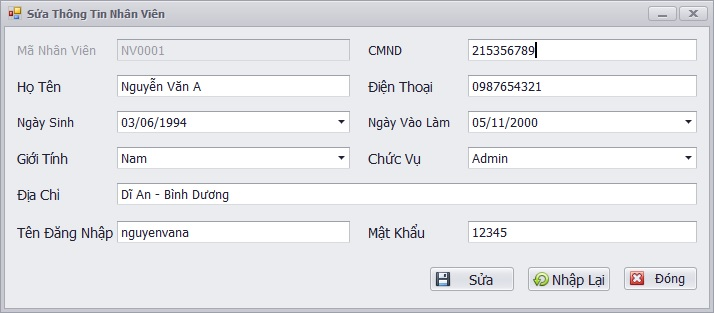 Sửa Thông Tin Nhân Viên
Mã Nhân Viên NV0001 CMND 215356789
Họ Tên Nguyễn Văn A Điện Thoại 0987654321
Ngày Sinh 03/06/1994 Ngày Vào Làm 05/11/2000
Giới Tính Nam Chức Vụ Admin
Địa Chỉ Dĩ An - Bình Dương
Tên Đăng Nhập nguyenvana Mật Khẩu 12345
Sửa Nhập Lại Đóng